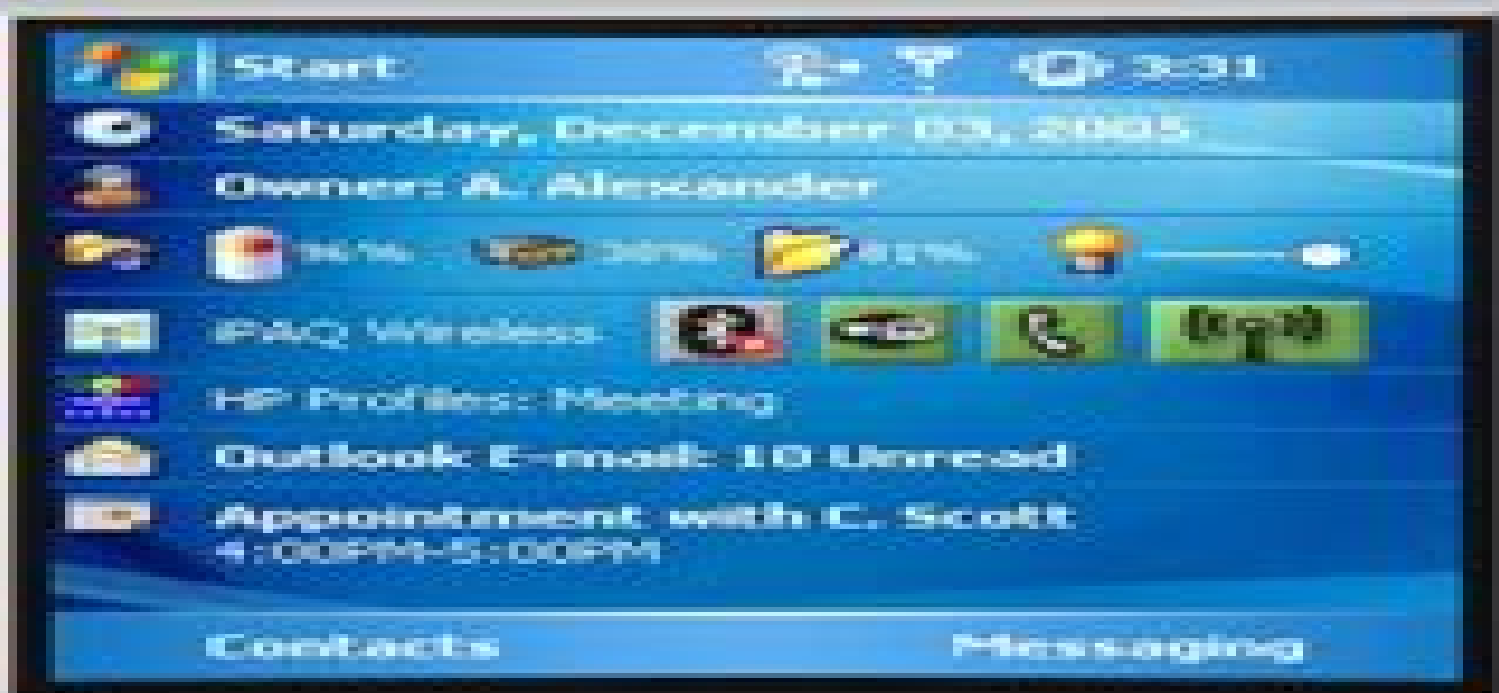 Start 3:31
Saturday, December 03, 2005
Owner: A. Alexander
iPAQ Wireless
HP Profiles: Meeting
Outlook E-mail: 10 Unread
Appointment with C. Scott
4:00PM-5:00PM
Contacts Messaging